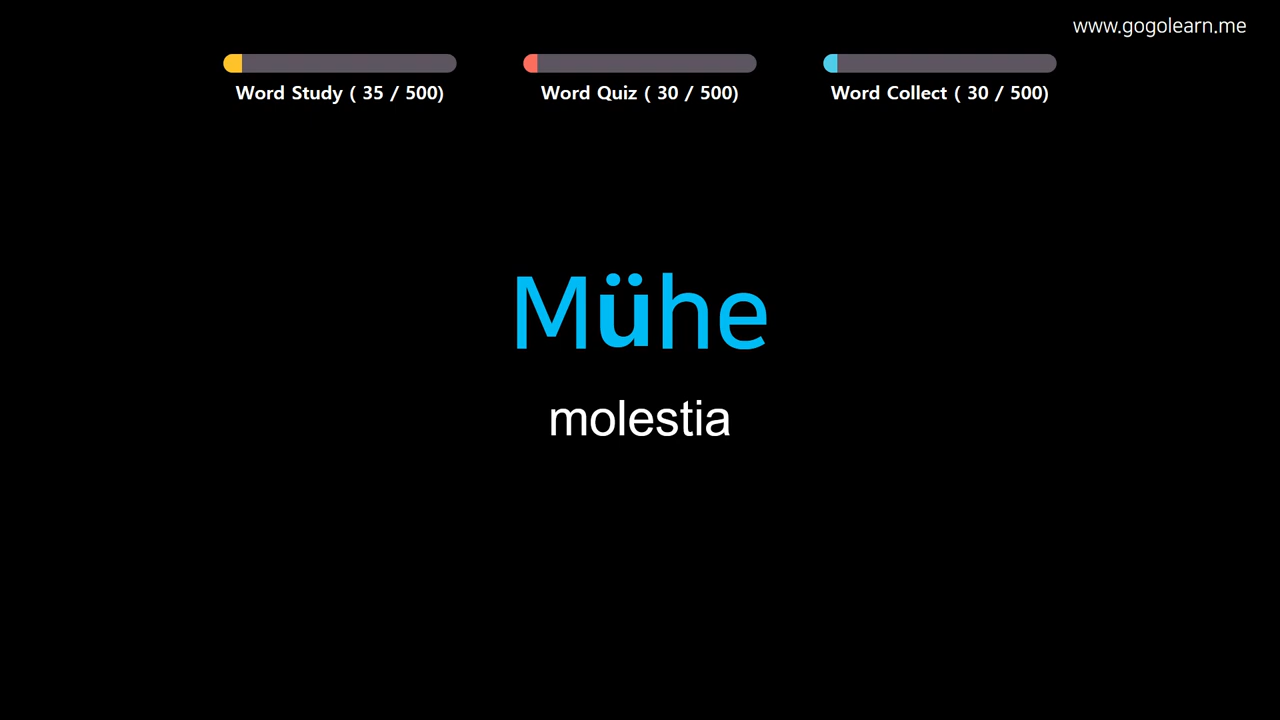 www.gogolearn.me
Word Study ( 35 / 500)
Word Quiz ( 30 / 500)
Word Collect ( 30 / 500)
Mühe
molestia